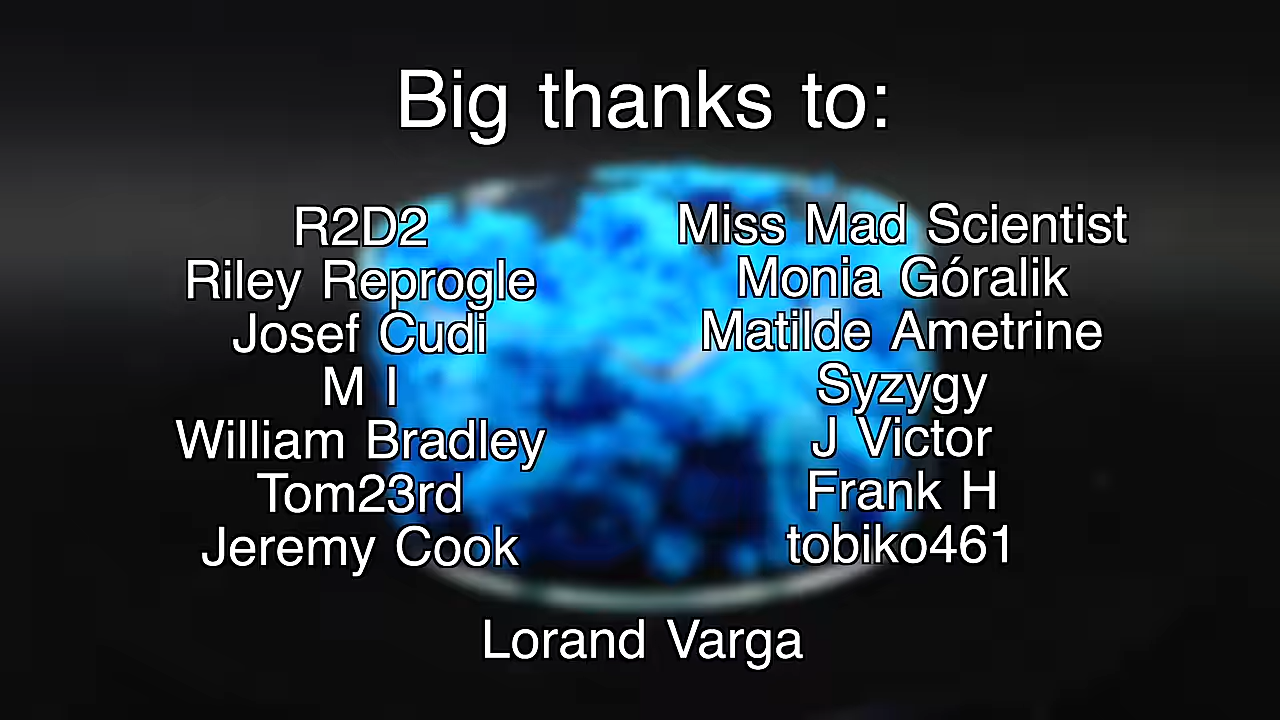 Big thanks to:
R2D2
Riley Reprogle
Josef Cudi
M I
William Bradley
Tom23rd
Jeremy Cook
Miss Mad Scientist
Monia Góralik
Matilde Ametrine
Syzygy
J Victor
Frank H
tobiko461
Lorand Varga